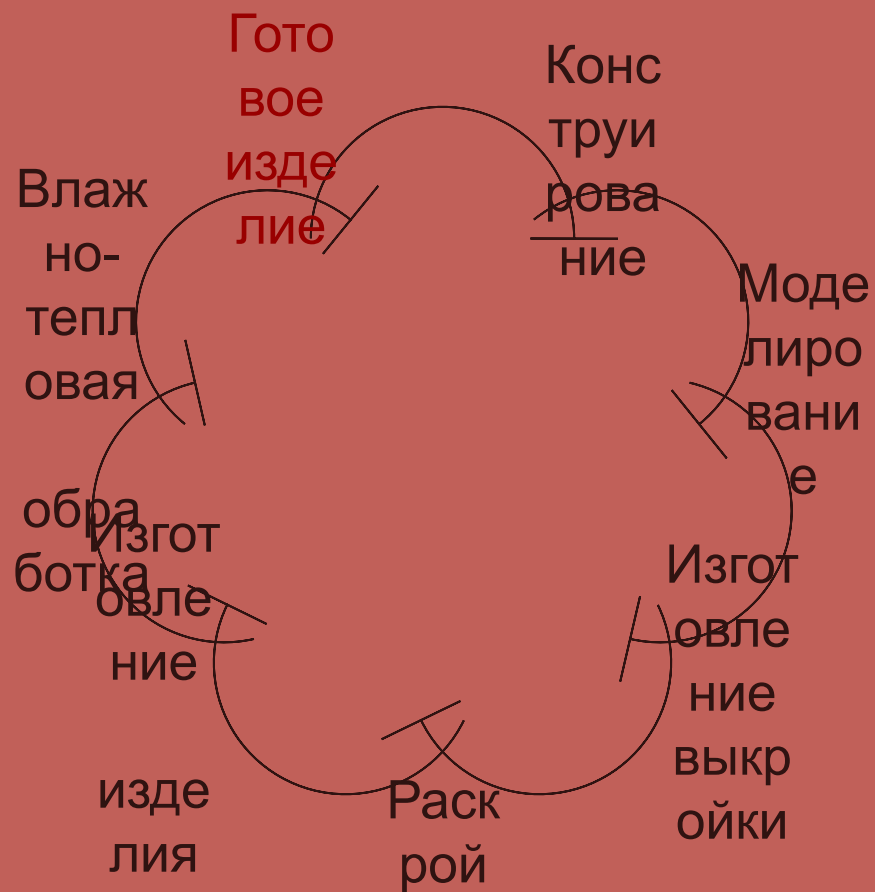 Гото
вое
изде
лие
Конс
труи
рова
ние
Моде
лиро
вани
е
Изгот
овле
ние
выкр
ойки
Раск
рой
Изгот
овле
ние
изде
лия
Влаж
но-
тепл
овая
обра
ботка